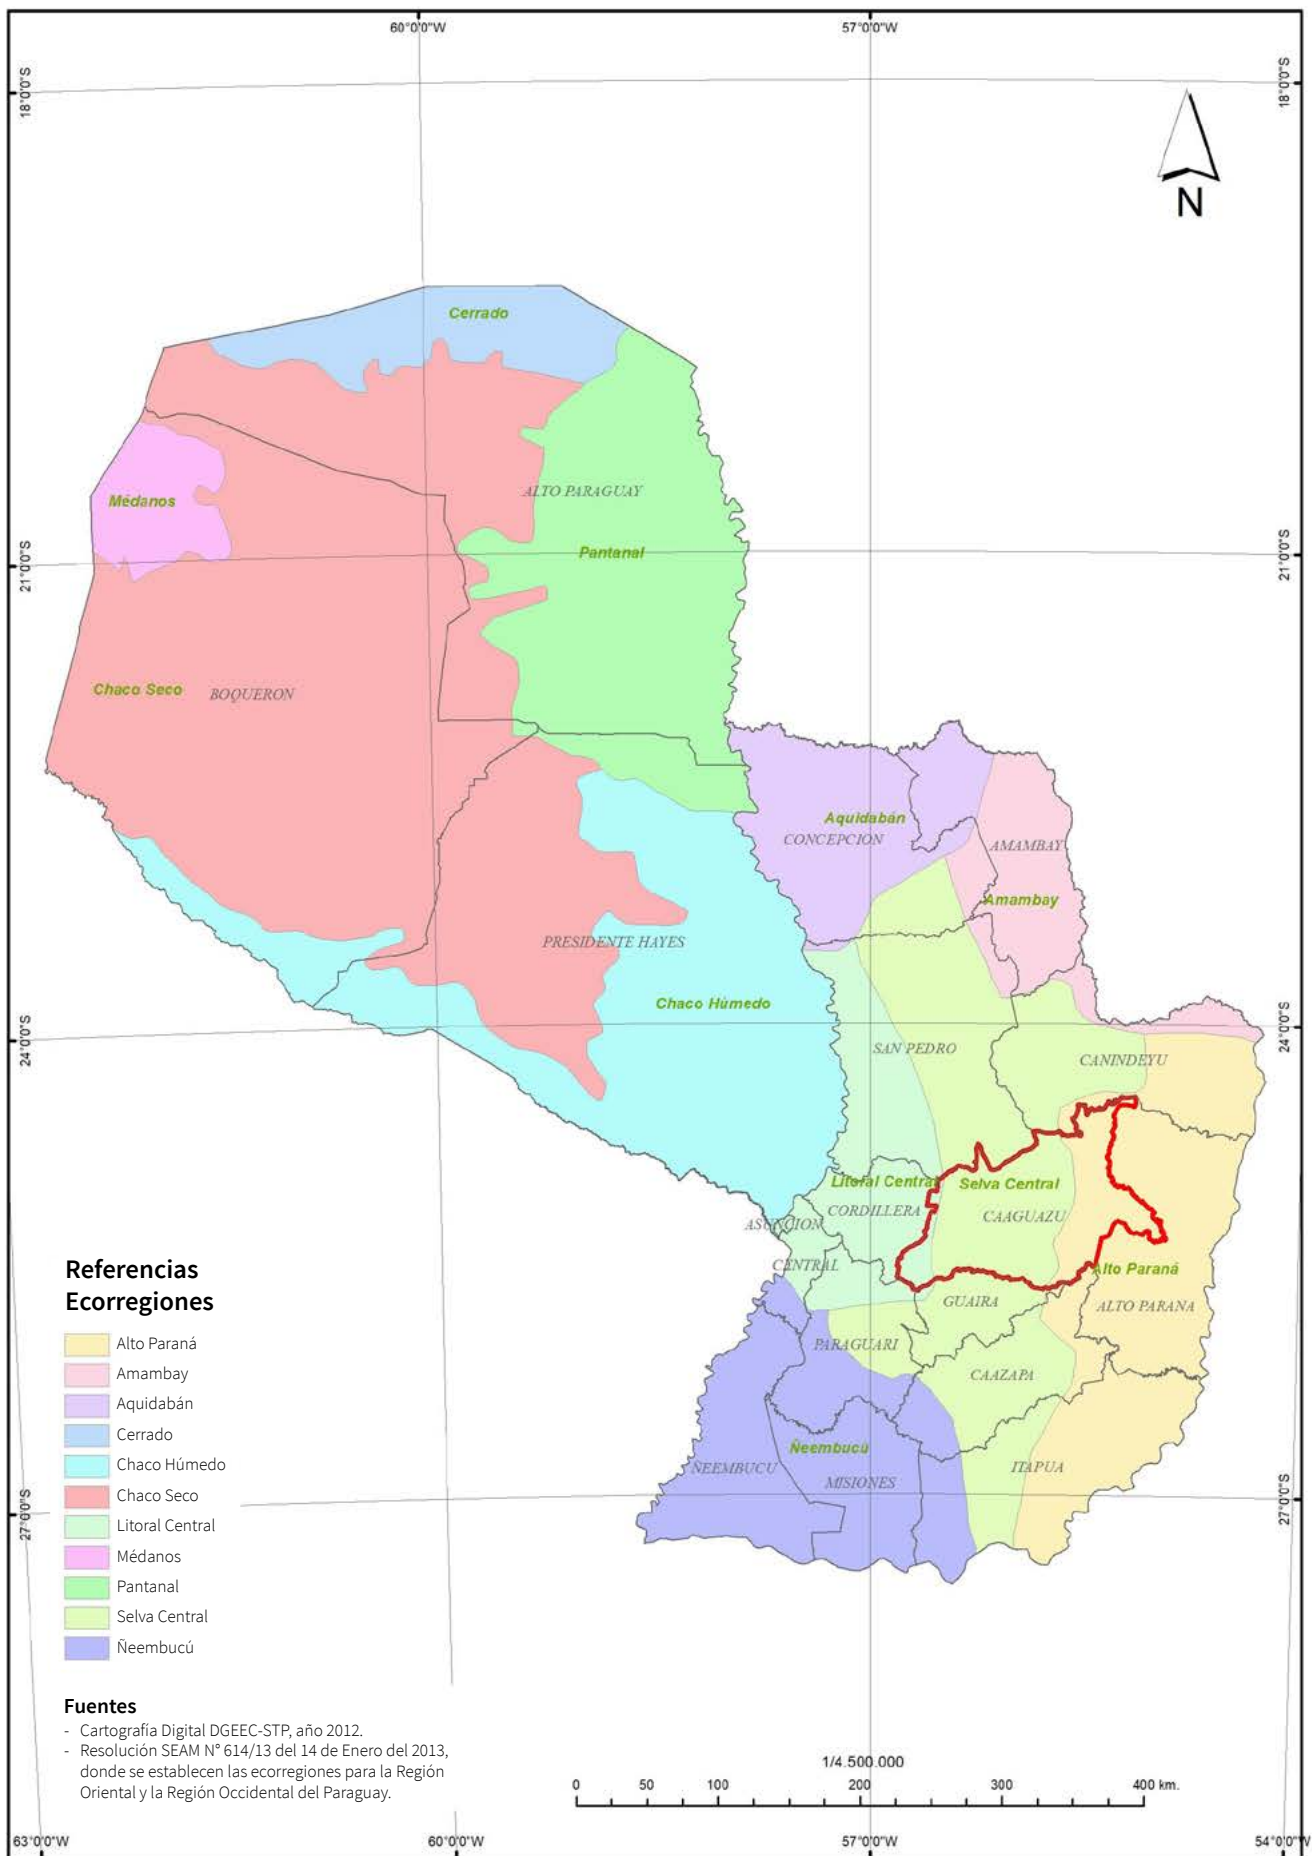 60°0'0"W
57°0'0"W
18°0'0"S
18°0'0"S
N
Cerrado
Médanos
ALTO PARAGUAY
Pantanal
21°0'0"S
21°0'0"S
Chaco Seco
BOQUERON
Aquidabán
CONCEPCION
AMAMBAY
Amambay
PRESIDENTE HAYES
Chaco Húmedo
24°0'0"S
24°0'0"S
SAN PEDRO
CANINDEYU
Litoral Central
Selva Central
CORDILLERA
CAAGUAZU
ASUNCION
CENTRAL
Alto Paraná
GUAIRA
ALTO PARANA
PARAGUARI
CAAZAPA
Ñeembucú
ÑEEMBUCU
MISIONES
ITAPUA
27°0'0"S
27°0'0"S
Referencias
Ecorregiones
Alto Paraná
Amambay
Aquidabán
Cerrado
Chaco Húmedo
Chaco Seco
Litoral Central
Médanos
Pantanal
Selva Central
Ñeembucú
Fuentes
- Cartografía Digital DGEEC-STP, año 2012.
- Resolución SEAM N° 614/13 del 14 de Enero del 2013,
donde se establecen las ecorregiones para la Región
Oriental y la Región Occidental del Paraguay.
1/4.500.000
0 50 100 200 300 400 km.
63°0'0"W
60°0'0"W
57°0'0"W
54°0'0"W